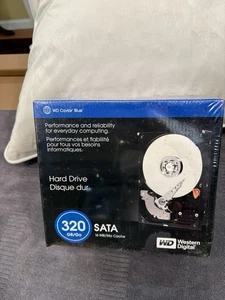 WD Caviar Blue™
Performance and reliability
for everyday computing.
Performances et fiabilité
pour tous vos besoins
informatiques.
Hard Drive
Disque dur
320
GB/Go
SATA
16 MB/Mo Cache
WD
Western
Digital